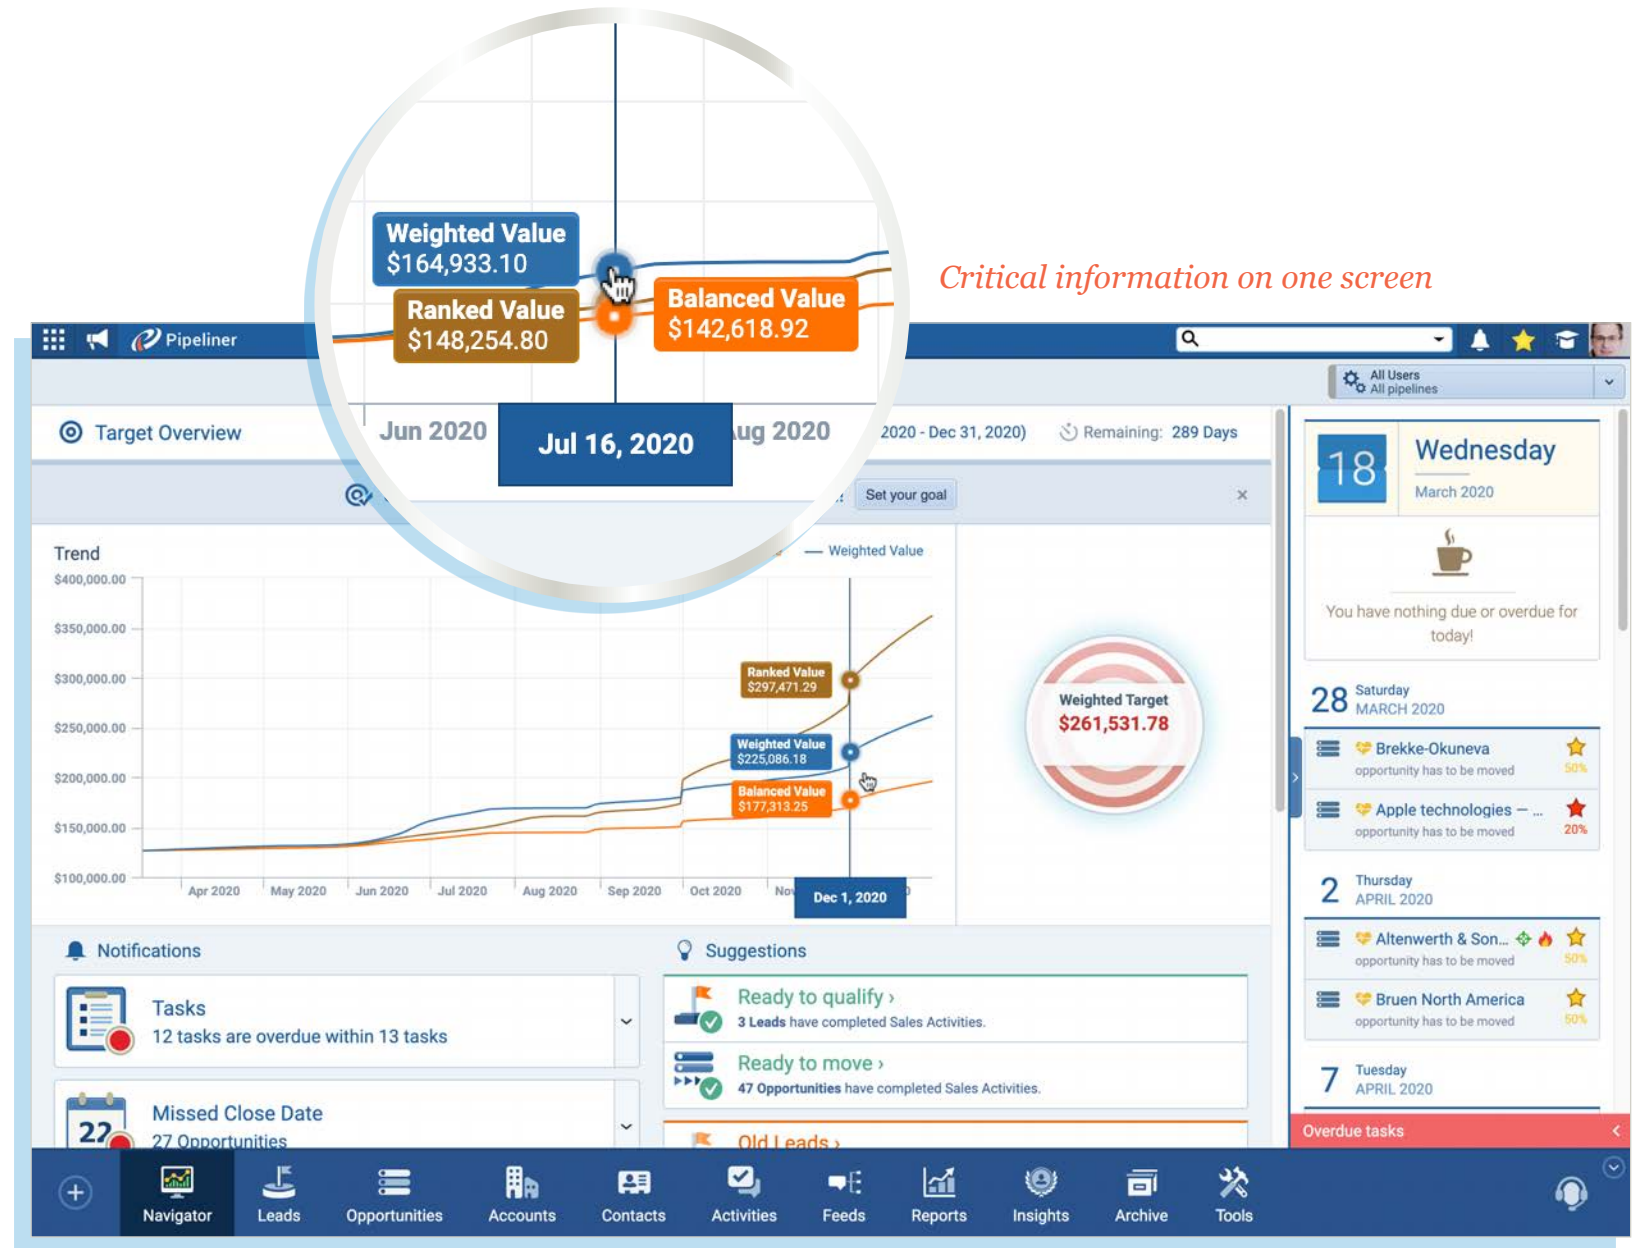 Weighted Value
$164,933.10
Ranked Value
$148,254.80
Balanced Value
$142,618.92
Jun 2020
Jul 16, 2020
2020
Critical information on one screen
Pipeliner
All Users
All pipelines
Target Overview
2020 - Dec 31, 2020)
Remaining: 289 Days
Set your goal
Trend
Weighted Value
$400,000.00
$350,000.00
$300,000.00
$250,000.00
$200,000.00
$150,000.00
$100,000.00
Ranked Value
$297,471.29
Weighted Value
$225,086.18
Balanced Value
$177,313.25
Apr 2020
May 2020
Jun 2020
Jul 2020
Aug 2020
Sep 2020
Oct 2020
Dec 1, 2020
Weighted Target
$261,531.78
Notifications
Tasks
12 tasks are overdue within 13 tasks
22
Missed Close Date
27 Opportunities
Suggestions
Ready to qualify ›
3 Leads have completed Sales Activities.
Ready to move ›
47 Opportunities have completed Sales Activities.
Old Leads ›
18
Wednesday
March 2020
You have nothing due or overdue for
today!
28
Saturday
MARCH 2020
Brekke-Okuneva
opportunity has to be moved
50%
Apple technologies — ...
opportunity has to be moved
20%
2
Thursday
APRIL 2020
Altenwerth & Son...
opportunity has to be moved
50%
Bruen North America
opportunity has to be moved
50%
7
Tuesday
APRIL 2020
Overdue tasks
Navigator
Leads
Opportunities
Accounts
Contacts
Activities
Feeds
Reports
Insights
Archive
Tools